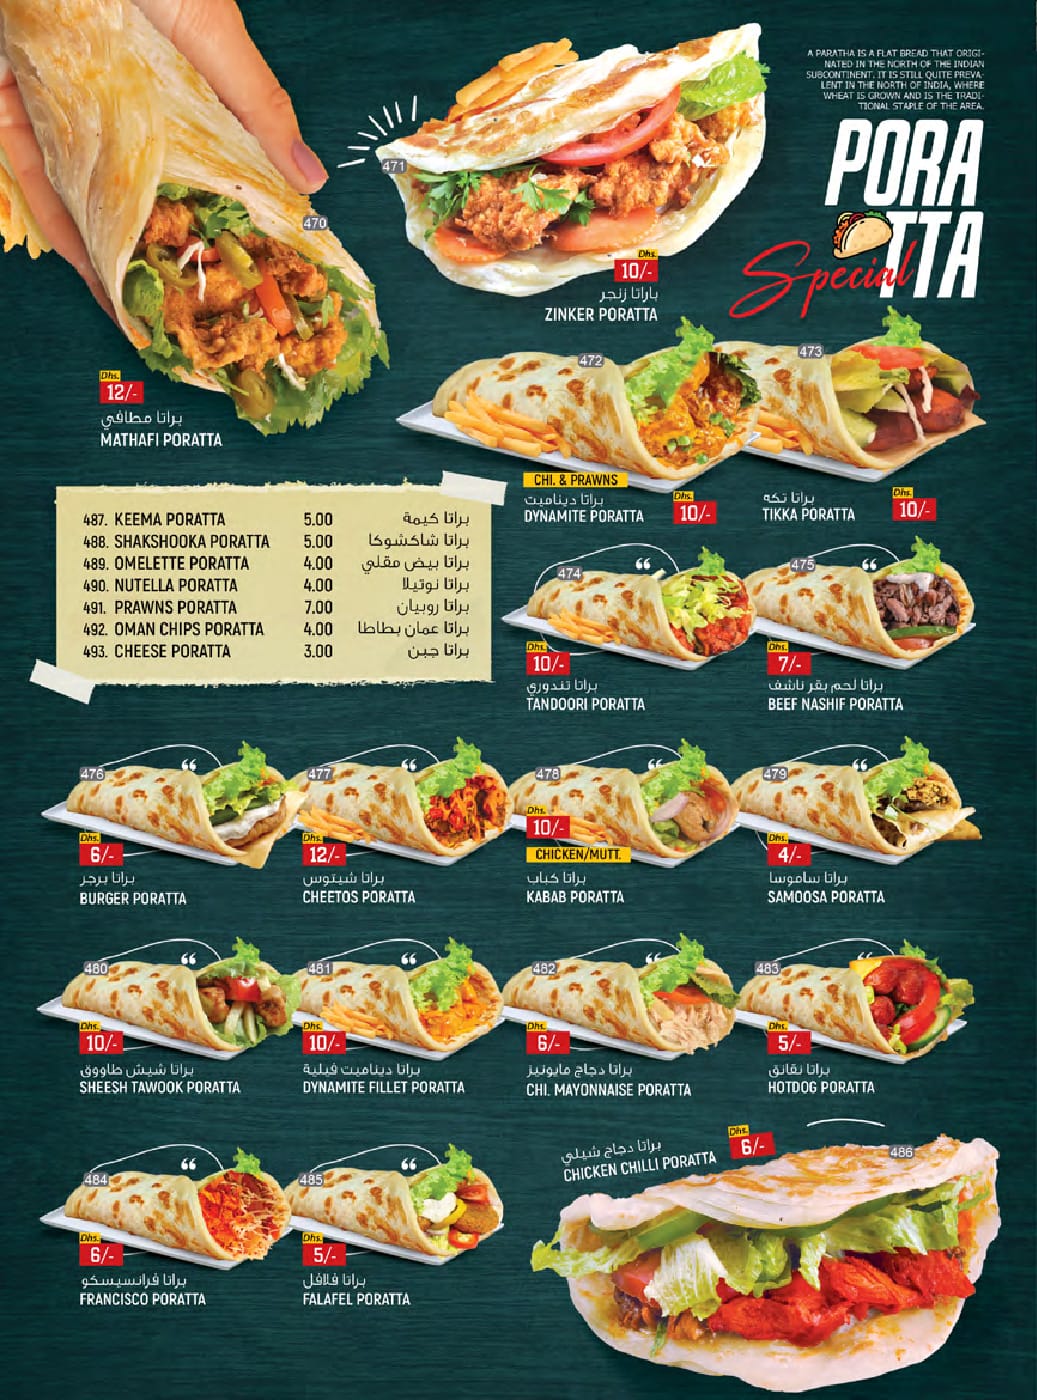 A PARATHA IS A FLAT BREAD THAT ORIGI-
NATED IN THE NORTH OF THE INDIAN
SUBCONTINENT. IT IS STILL QUITE PREVA-
LENT IN THE NORTH OF INDIA, WHERE
WHEAT IS GROWN AND IS THE TRADI-
TIONAL STAPLE OF THE AREA.
PORA
TTA
Special
470
Dhs.
12/-
براتا مطافي
MATHAFI PORATTA
471
Dhs.
10/-
باراتا زنجر
ZINKER PORATTA
472
CHI. & PRAWNS
براتا ديناميت
DYNAMITE PORATTA
Dhs.
10/-
473
براتا تكه
TIKKA PORATTA
Dhs.
10/-
487. KEEMA PORATTA 5.00 براتا كيمة
488. SHAKSHOOKA PORATTA 5.00 براتا شاكشوكا
489. OMELETTE PORATTA 4.00 براتا بيض مقلي
490. NUTELLA PORATTA 4.00 براتا نوتيلا
491. PRAWNS PORATTA 7.00 براتا روبيان
492. OMAN CHIPS PORATTA 4.00 براتا عمان بطاطا
493. CHEESE PORATTA 3.00 براتا جبن
474
Dhs.
10/-
براتا تندوري
TANDOORI PORATTA
475
Dhs.
7/-
براتا لحم بقر ناشف
BEEF NASHIF PORATTA
476
Dhs.
6/-
براتا برجر
BURGER PORATTA
477
Dhs.
12/-
براتا شيتوس
CHEETOS PORATTA
478
Dhs.
10/-
CHICKEN/MUTT.
براتا كباب
KABAB PORATTA
479
Dhs.
4/-
براتا ساموسا
SAMOOSA PORATTA
480
Dhs.
10/-
براتا شيش طاووق
SHEESH TAWOOK PORATTA
481
Dhs.
10/-
براتا ديناميت فيلية
DYNAMITE FILLET PORATTA
482
Dhs.
6/-
براتا دجاج مايونيز
CHI. MAYONNAISE PORATTA
483
Dhs.
5/-
براتا نقانق
HOTDOG PORATTA
484
Dhs.
6/-
براتا فرانسيسكو
FRANCISCO PORATTA
485
Dhs.
5/-
براتا فلافل
FALAFEL PORATTA
486
براتا دجاج شيلي
CHICKEN CHILLI PORATTA
Dhs.
6/-